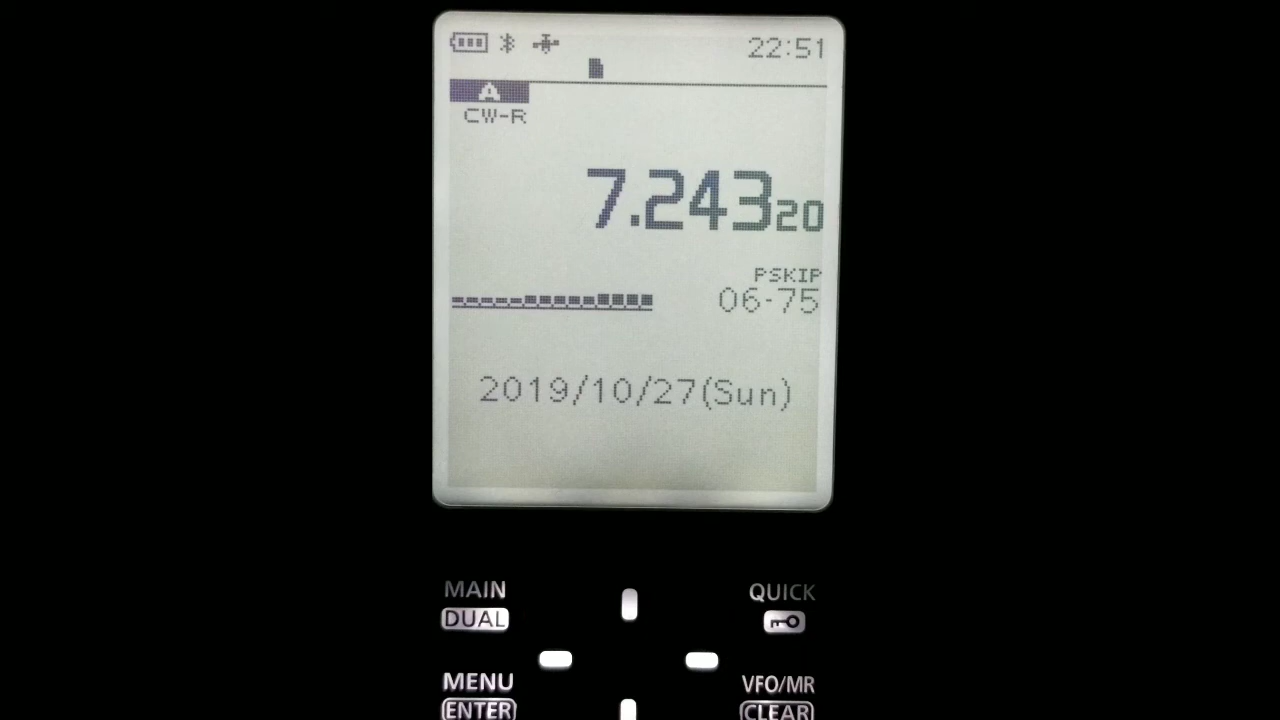 22:51
A
CW-R
7.24320
PSKIP
06-75
2019/10/27(Sun)
MAIN QUICK
DUAL
MENU VFO/MR
ENTER CLEAR